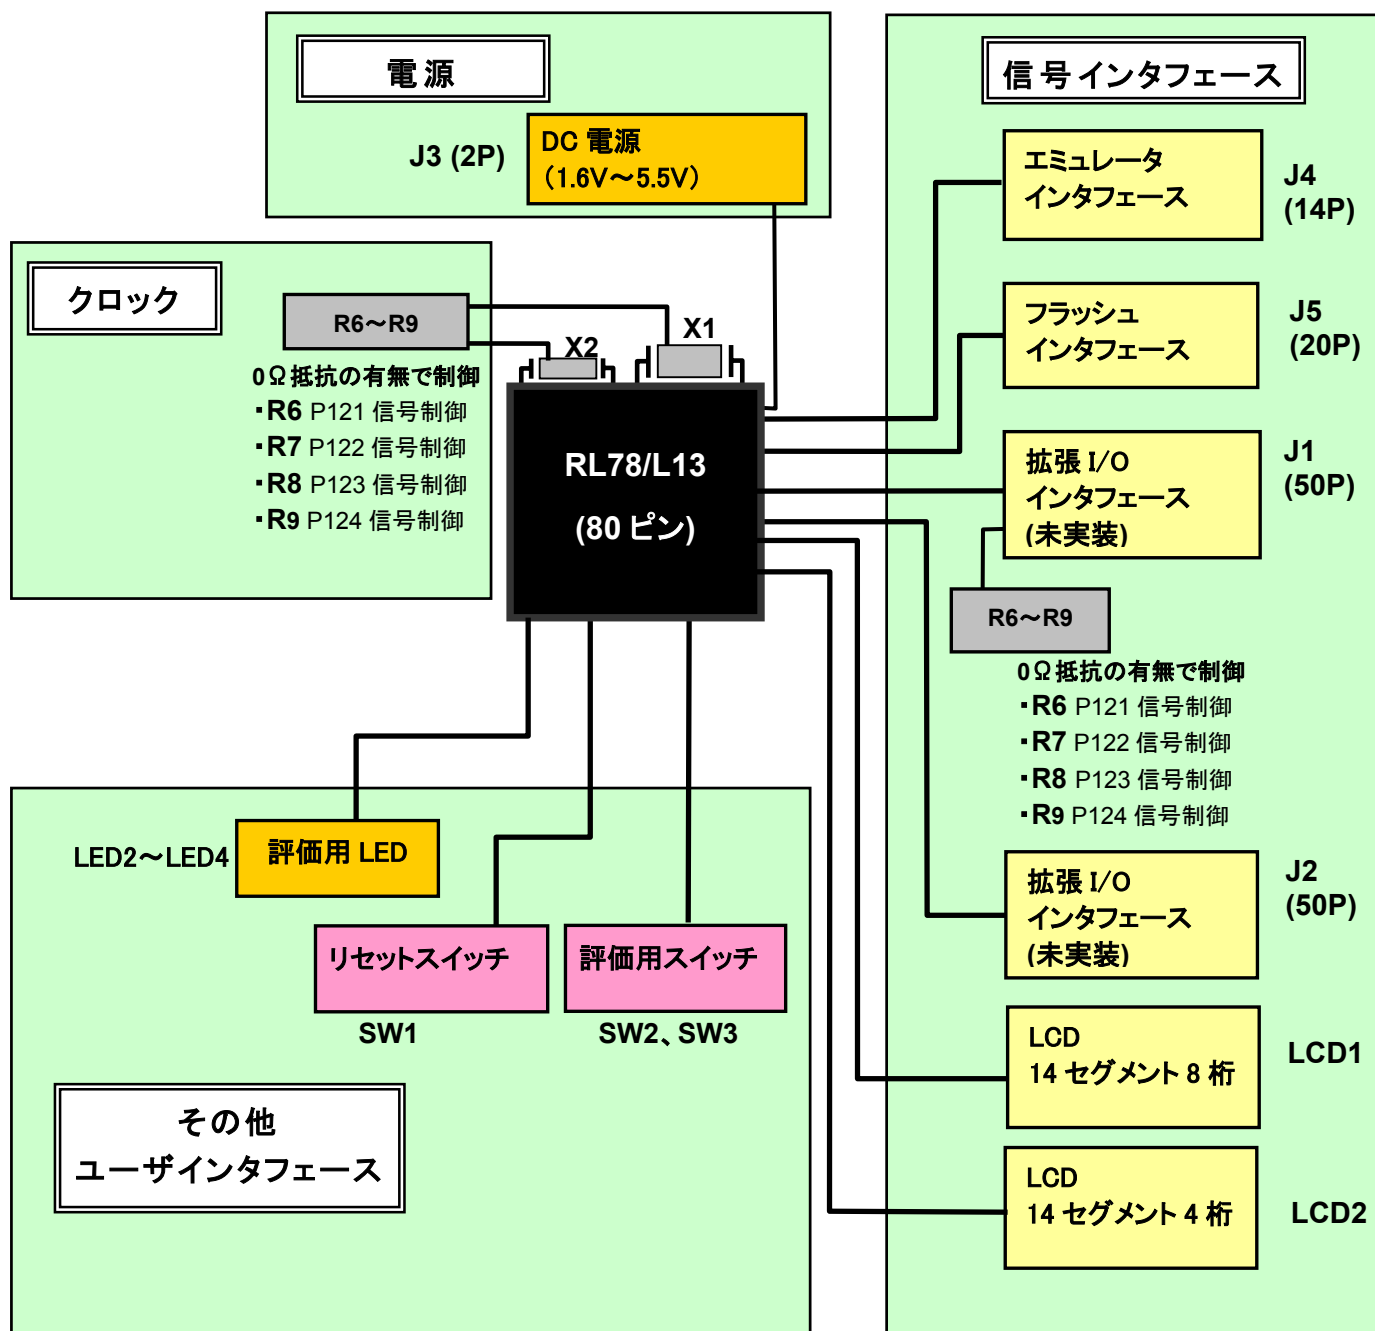 電源
J3 (2P)
DC 電源
（1.6V～5.5V）
クロック
R6～R9
X2
X1
0Ω抵抗の有無で制御
・R6 P121 信号制御
・R7 P122 信号制御
・R8 P123 信号制御
・R9 P124 信号制御
RL78/L13
(80 ピン)
信号インタフェース
エミュレータ
インタフェース
J4
(14P)
フラッシュ
インタフェース
J5
(20P)
拡張 I/O
インタフェース
(未実装)
J1
(50P)
R6～R9
0Ω抵抗の有無で制御
・R6 P121 信号制御
・R7 P122 信号制御
・R8 P123 信号制御
・R9 P124 信号制御
拡張 I/O
インタフェース
(未実装)
J2
(50P)
LCD
14 セグメント 8 桁
LCD1
LCD
14 セグメント 4 桁
LCD2
LED2～LED4
評価用 LED
リセットスイッチ
SW1
評価用スイッチ
SW2、SW3
その他
ユーザインタフェース